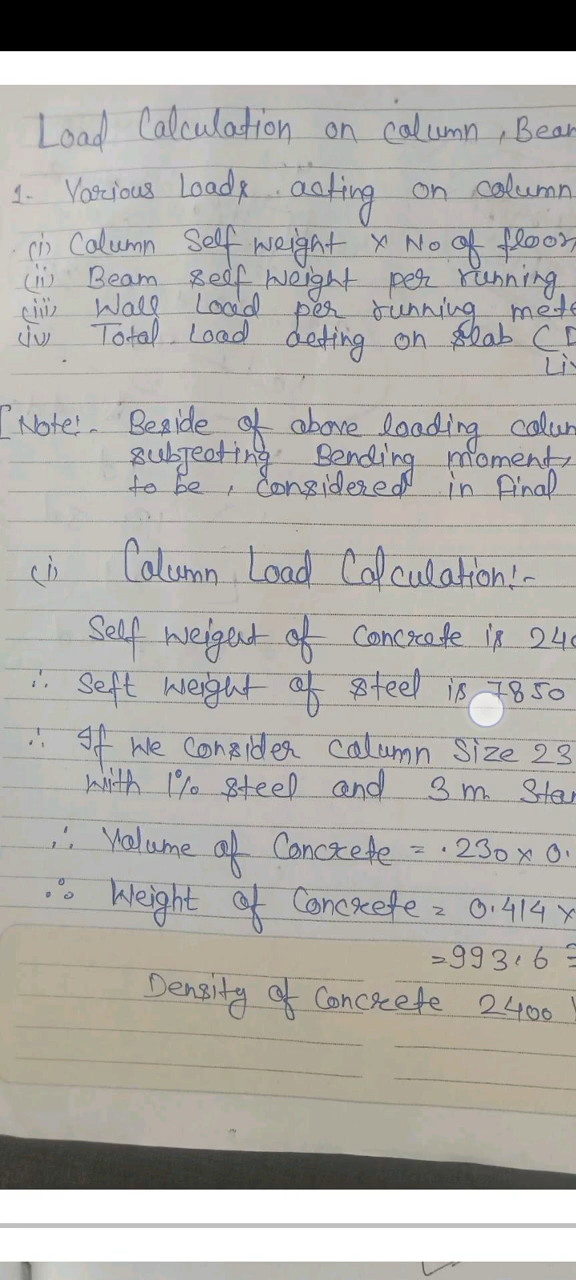 Load Calculation on column, Bear
1. Various Loads acting on column
(i) Column Self weight x No of floor
(ii) Beam self weight per running
(iii) Wall Load per running mete
(iv) Total Load acting on slab (D
Liv
[Note:- Beside of above loading colum
subjecting Bending moment,
to be, considered in final
(i) Column Load Calculation:-
Self weight of concrete is 240
∴ Seft weight of steel is 7850
∴ If we consider column size 23
with 1% steel and 3 m Stan
∴ Volume of Concrete = .230 x 0.
∴ Weight of Concrete = 0.414 x
= 993.6 =
Density of concrete 2400